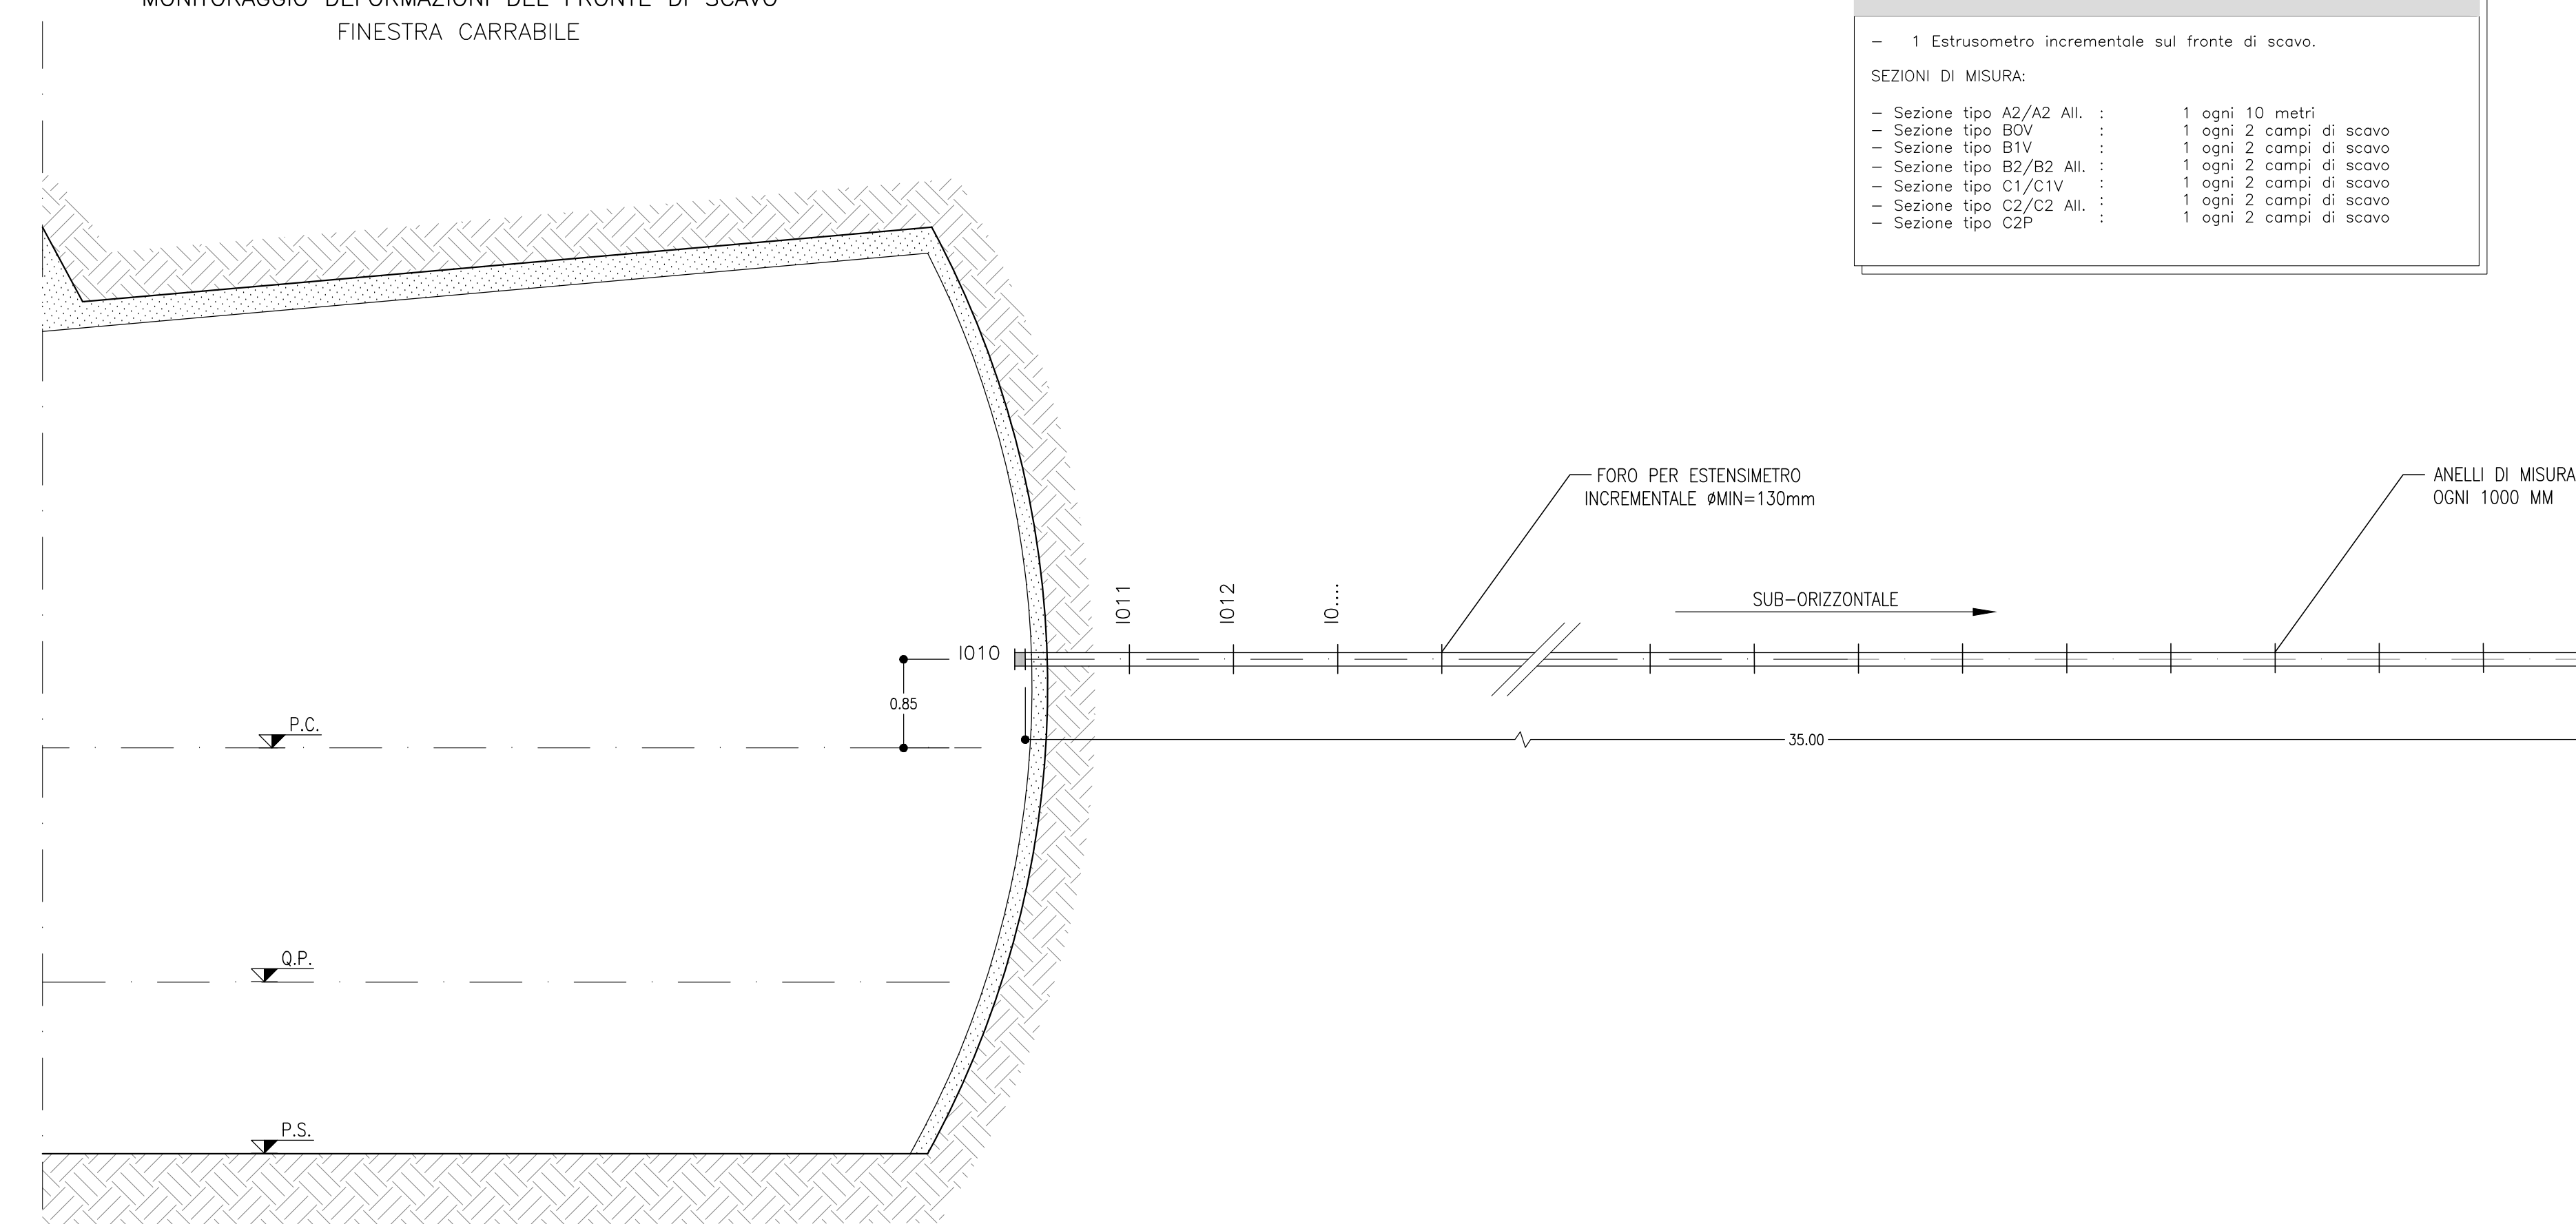 MONITORAGGIO DEFORMAZIONI DEL FRONTE DI SCAVO
FINESTRA CARRABILE
- 1 Estrusometro incrementale sul fronte di scavo.
SEZIONI DI MISURA:
- Sezione tipo A2/A2 All. : 1 ogni 10 metri
- Sezione tipo B0V : 1 ogni 2 campi di scavo
- Sezione tipo B1V : 1 ogni 2 campi di scavo
- Sezione tipo B2/B2 All. : 1 ogni 2 campi di scavo
- Sezione tipo C1/C1V : 1 ogni 2 campi di scavo
- Sezione tipo C2/C2 All. : 1 ogni 2 campi di scavo
- Sezione tipo C2P : 1 ogni 2 campi di scavo
FORO PER ESTENSIMETRO
INCREMENTALE ØMIN=130mm
ANELLI DI MISURA
OGNI 1000 MM
I011
I012
I0....
SUB-ORIZZONTALE
I010
0.85
P.C.
35.00
Q.P.
P.S.